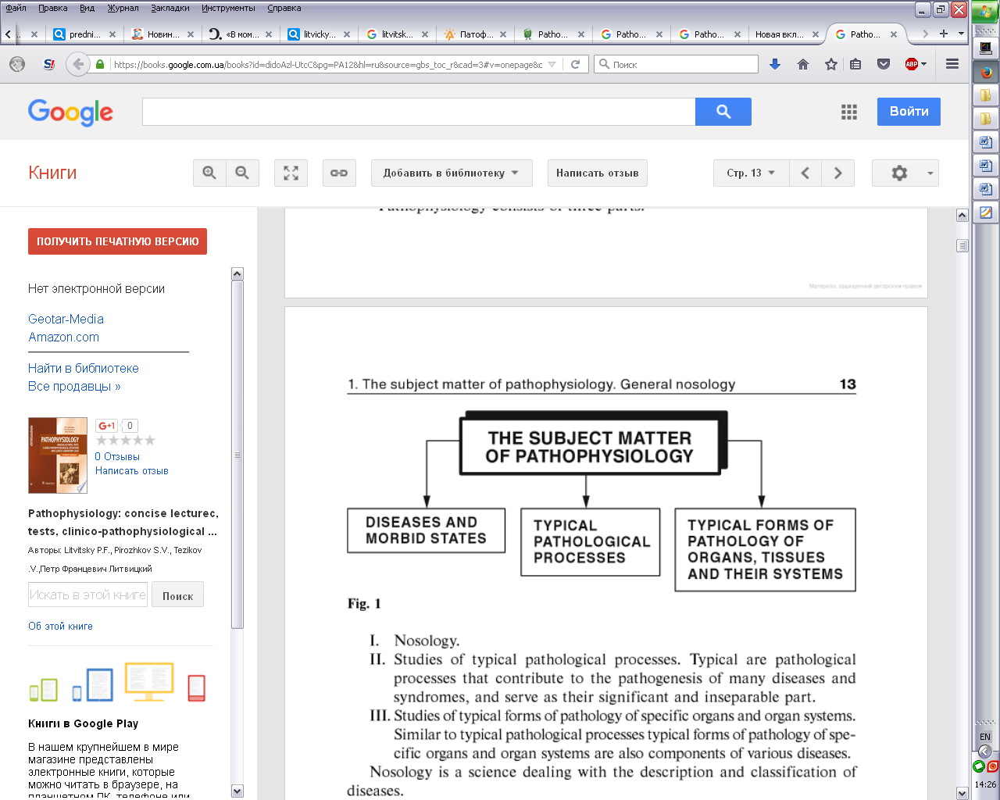 Файл Правка Вид Журнал Закладки Инструменты Справка
predni...
Новин...
«В мом...
litvicky...
litvitsk...
Патоф...
Patho...
Patho...
Patho...
Новая вкл...
Patho...
https://books.google.com.ua/books?id=didoAzl-UtcC&pg=PA12&hl=ru&source=gbs_toc_r&cad=3#v=onepage&c
Поиск
ABP
Google
Войти
Книги
Добавить в библиотеку
Написать отзыв
Стр. 13
ПОЛУЧИТЬ ПЕЧАТНУЮ ВЕРСИЮ
Нет электронной версии
Geotar-Media
Amazon.com
Найти в библиотеке
Все продавцы »
PATHOPHYSIOLOGY
G+1 0
0 Отзывы
Написать отзыв
Pathophysiology: concise lecturec,
tests, clinico-pathophysiological ...
Авторы: Litvitsky P.F., Pirozhkov S.V., Tezikov
.V.,Петр Францевич Литвицкий
Искать в этой книге
Поиск
Об этой книге
Книги в Google Play
В нашем крупнейшем в мире
магазине представлены
электронные книги, которые
можно читать в браузере, на
планшетном ПК, телефоне или
Pathophysiology consists of three parts.
Материал, защищенный авторским правом
1. The subject matter of pathophysiology. General nosology 13
THE SUBJECT MATTER
OF PATHOPHYSIOLOGY
DISEASES AND
MORBID STATES
TYPICAL
PATHOLOGICAL
PROCESSES
TYPICAL FORMS OF
PATHOLOGY OF
ORGANS, TISSUES
AND THEIR SYSTEMS
Fig. 1
I. Nosology.
II. Studies of typical pathological processes. Typical are pathological
processes that contribute to the pathogenesis of many diseases and
syndromes, and serve as their significant and inseparable part.
III. Studies of typical forms of pathology of specific organs and organ systems.
Similar to typical pathological processes typical forms of pathology of spe-
cific organs and organ systems are also components of various diseases.
Nosology is a science dealing with the description and classification of
diseases.
EN
14:26